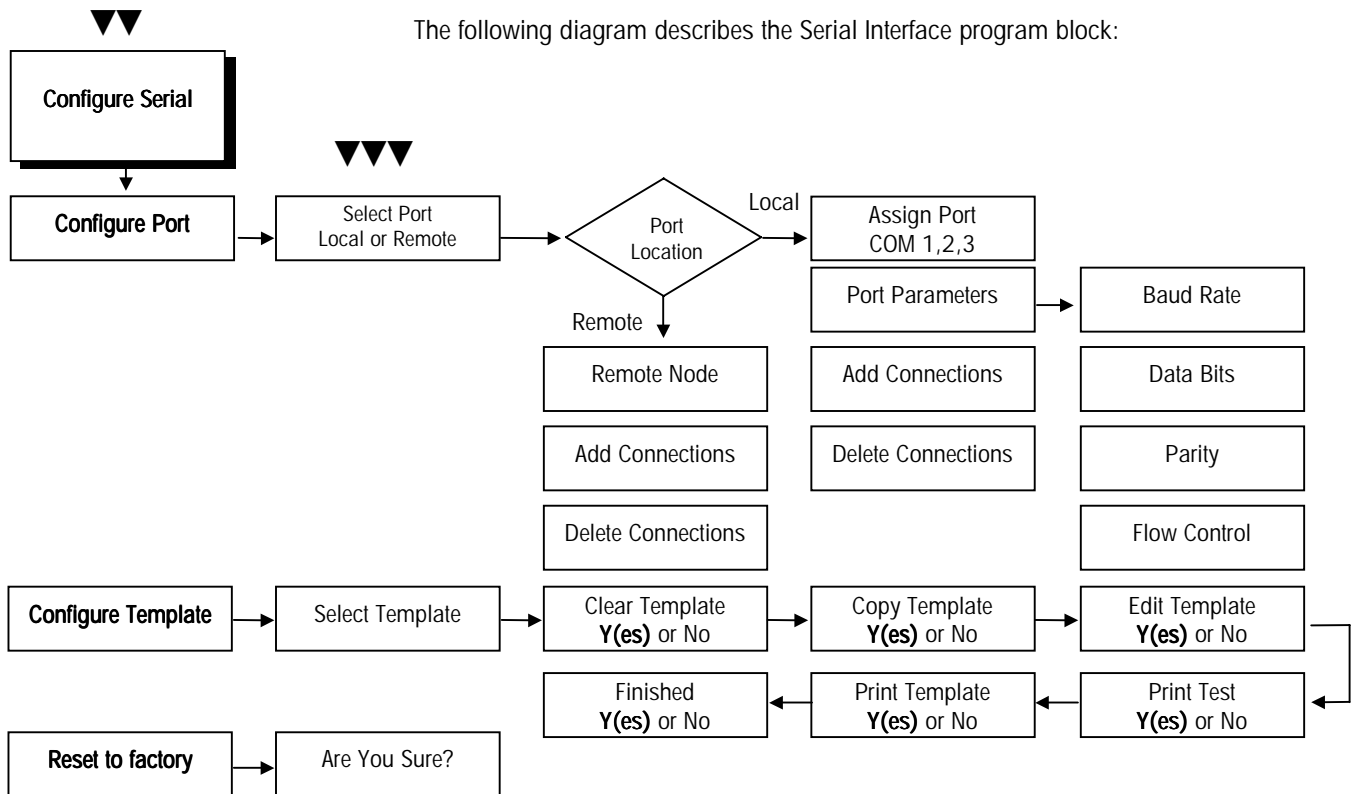 The following diagram describes the Serial Interface program block:
Configure Serial
Configure Port
Select Port
Local or Remote
Port
Location
Local
Remote
Assign Port
COM 1,2,3
Port Parameters
Baud Rate
Remote Node
Add Connections
Data Bits
Add Connections
Delete Connections
Parity
Delete Connections
Flow Control
Configure Template
Select Template
Clear Template
Y(es) or No
Copy Template
Y(es) or No
Edit Template
Y(es) or No
Finished
Y(es) or No
Print Template
Y(es) or No
Print Test
Y(es) or No
Reset to factory
Are You Sure?